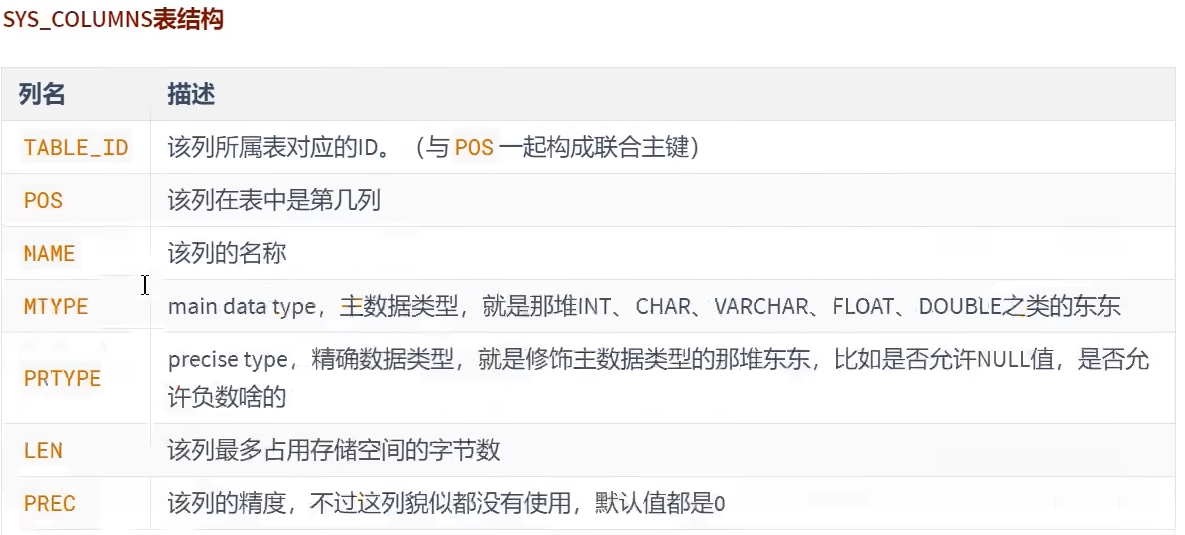 SYS_COLUMNS表结构
列名 描述
TABLE_ID 该列所属表对应的ID。（与 POS 一起构成联合主键）
POS 该列在表中是第几列
NAME 该列的名称
MTYPE main data type，主数据类型，就是那堆INT、CHAR、VARCHAR、FLOAT、DOUBLE之类的东东
PRTYPE precise type，精确数据类型，就是修饰主数据类型的那堆东东，比如是否允许NULL值，是否允
许负数啥的
LEN 该列最多占用存储空间的字节数
PREC 该列的精度，不过这列貌似都没有使用，默认值都是0